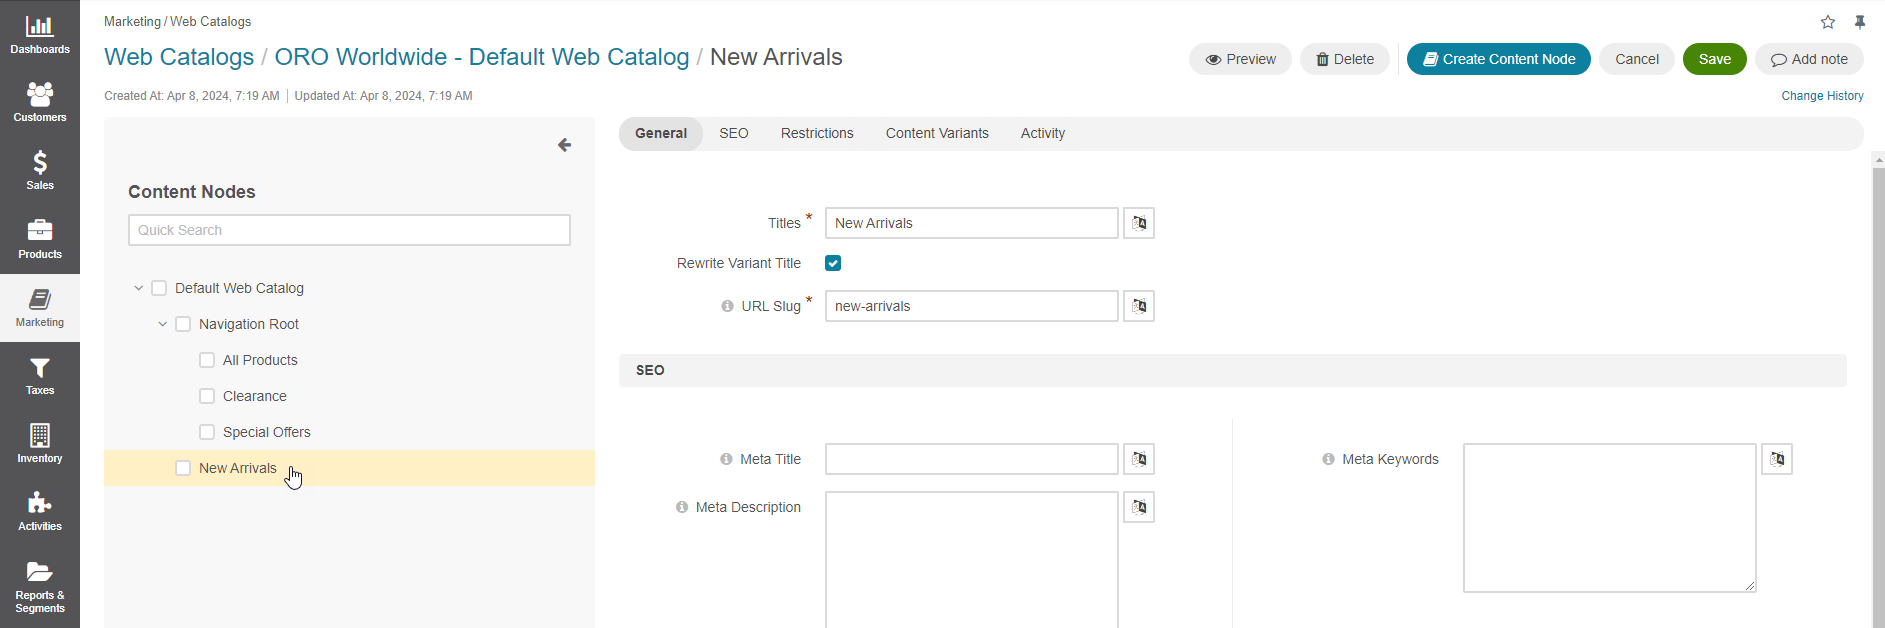 Dashboards
Customers
Sales
Products
Marketing
Taxes
Inventory
Activities
Reports &
Segments
Marketing / Web Catalogs
Web Catalogs / ORO Worldwide - Default Web Catalog / New Arrivals
Preview
Delete
Create Content Node
Cancel
Save
Add note
Created At: Apr 8, 2024, 7:19 AM | Updated At: Apr 8, 2024, 7:19 AM
Change History
Content Nodes
Quick Search
Default Web Catalog
Navigation Root
All Products
Clearance
Special Offers
New Arrivals
General SEO Restrictions Content Variants Activity
Titles * New Arrivals
Rewrite Variant Title
URL Slug * new-arrivals
SEO
Meta Title
Meta Description
Meta Keywords